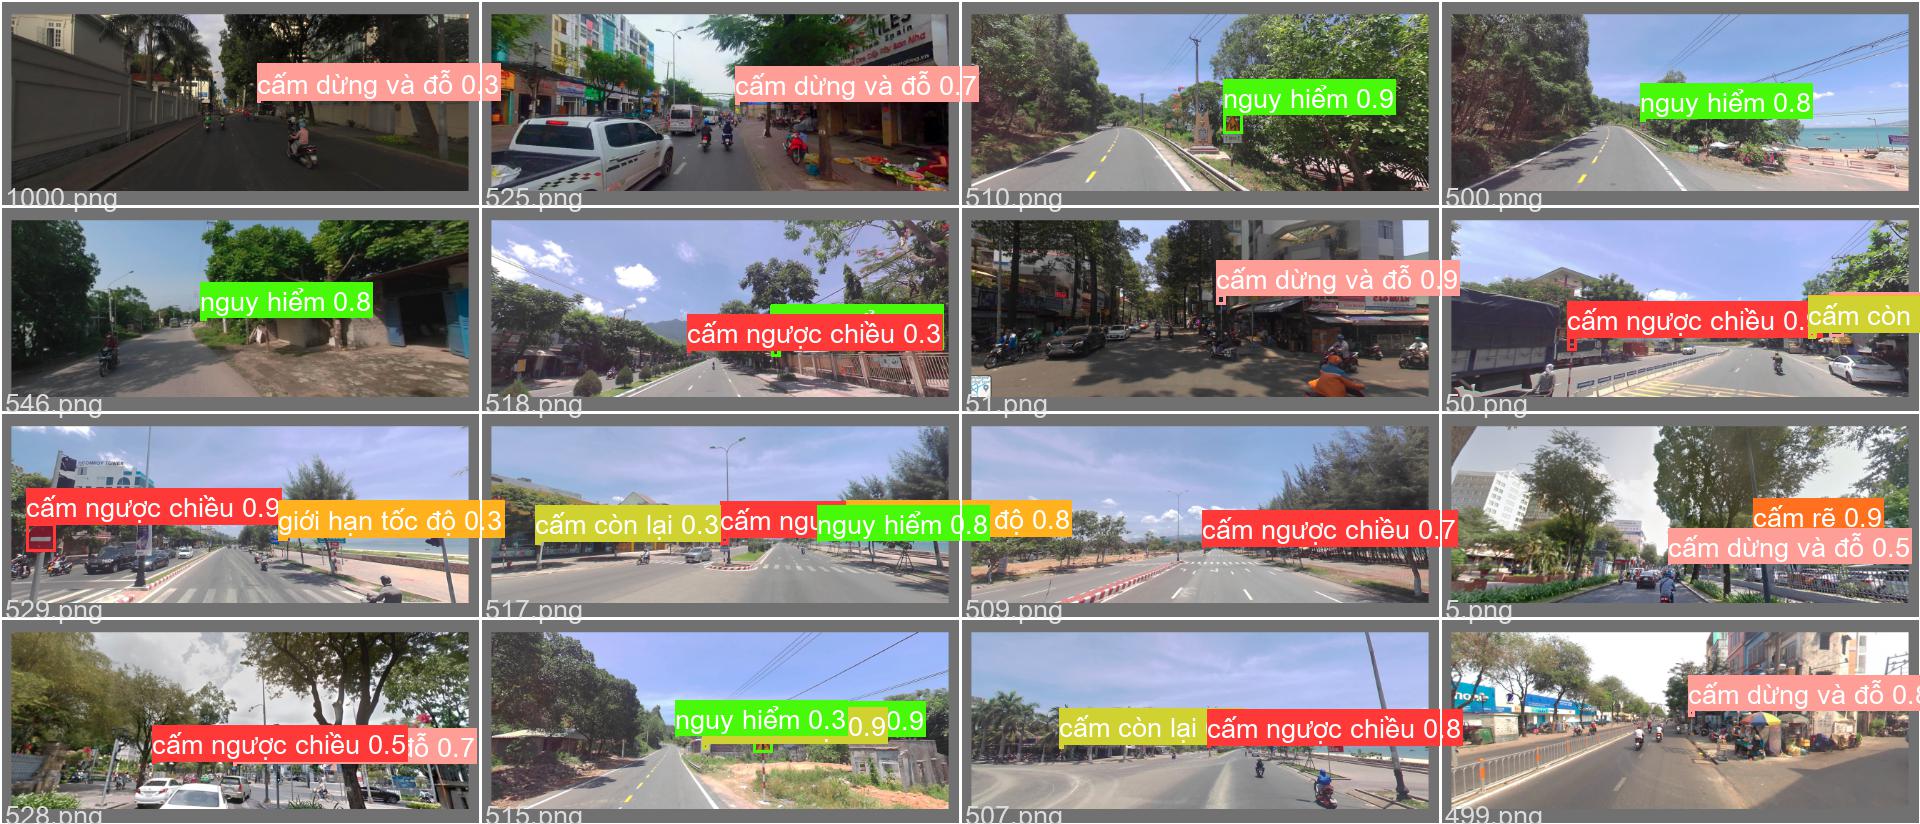 cấm dừng và đỗ 0.3
1000.png
TILES
Spain
cấm dừng và đỗ 0.7
525.png
nguy hiểm 0.9
510.png
nguy hiểm 0.8
500.png
nguy hiểm 0.8
546.png
cấm ngược chiều 0.3
518.png
cấm dừng và đỗ 0.9
51.png
cấm ngược chiều 0.
cấm còn
50.png
cấm ngược chiều 0.9
giới hạn tốc độ 0.3
529.png
cấm còn lại 0.3
cấm ngư
nguy hiểm 0.8
độ 0.8
517.png
cấm ngược chiều 0.7
509.png
cấm rẽ 0.9
cấm dừng và đỗ 0.5
5.png
cấm ngược chiều 0.5
đỗ 0.7
528.png
nguy hiểm 0.3
0.9
0.9
515.png
cấm còn lại
cấm ngược chiều 0.8
507.png
cấm dừng và đỗ 0.8
499.png